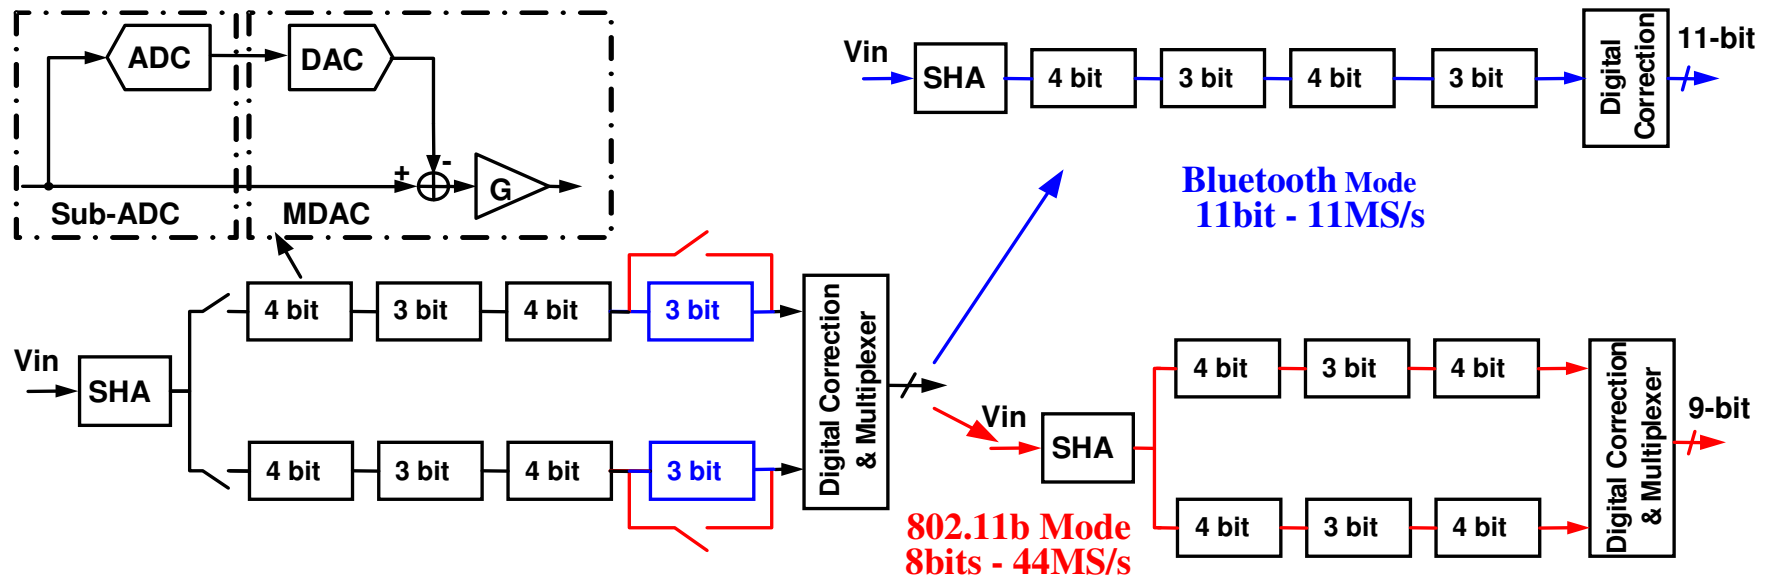 ADC
DAC
+
-
G
Sub-ADC
MDAC
Vin
SHA
4 bit
3 bit
4 bit
3 bit
4 bit
3 bit
4 bit
3 bit
Digital Correction
& Multiplexer
Vin
SHA
4 bit
3 bit
4 bit
3 bit
Digital
Correction
11-bit
Bluetooth Mode
11bit - 11MS/s
Vin
SHA
4 bit
3 bit
4 bit
4 bit
3 bit
4 bit
Digital Correction
& Multiplexer
9-bit
802.11b Mode
8bits - 44MS/s